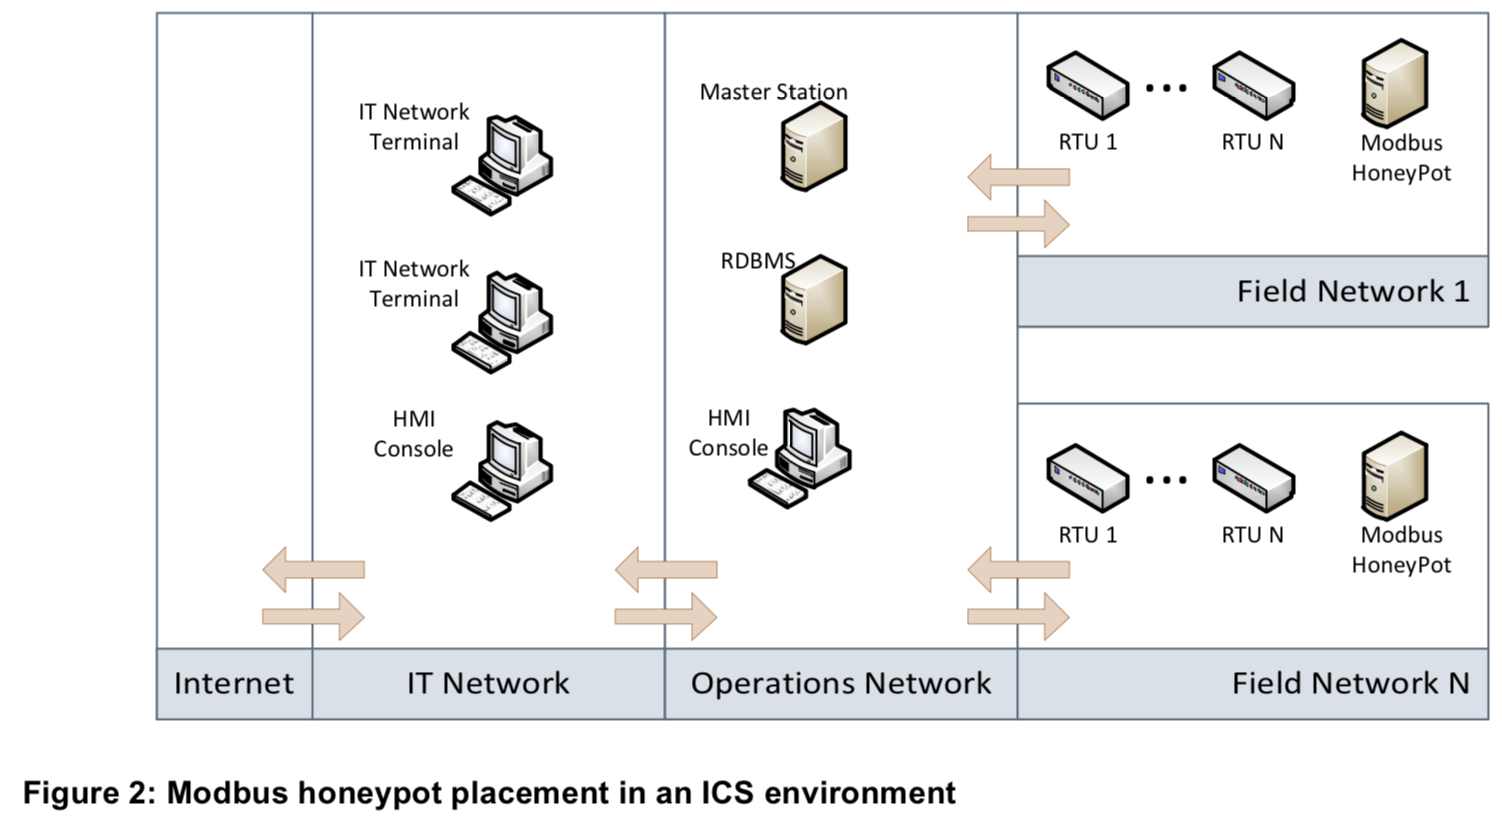 IT Network
Terminal
IT Network
Terminal
HMI
Console
Master Station
RDBMS
HMI
Console
RTU 1
...
RTU N
Modbus
HoneyPot
Field Network 1
RTU 1
...
RTU N
Modbus
HoneyPot
Internet
IT Network
Operations Network
Field Network N
Figure 2: Modbus honeypot placement in an ICS environment